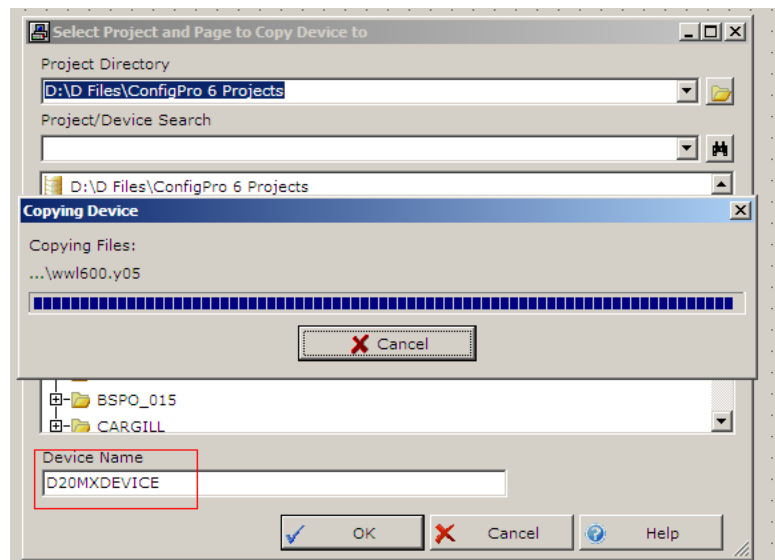 Select Project and Page to Copy Device to
Project Directory
D:\D Files\ConfigPro 6 Projects
Project/Device Search
D:\D Files\ConfigPro 6 Projects
Copying Device
Copying Files:
...\wwl600.y05
Cancel
BSPO_015
CARGILL
Device Name
D20MXDEVICE
OK Cancel Help